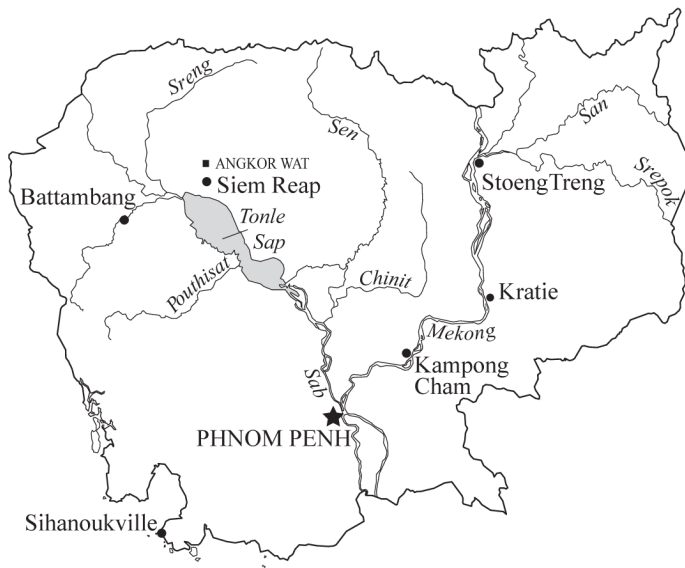 Sreng
Sen
San
ANGKOR WAT
Siem Reap
StoengTreng
Srepok
Battambang
Tonle
Sap
Pouthisat
Chinit
Kratie
Mekong
Kampong
Cham
Sab
PHNOM PENH
Sihanoukville